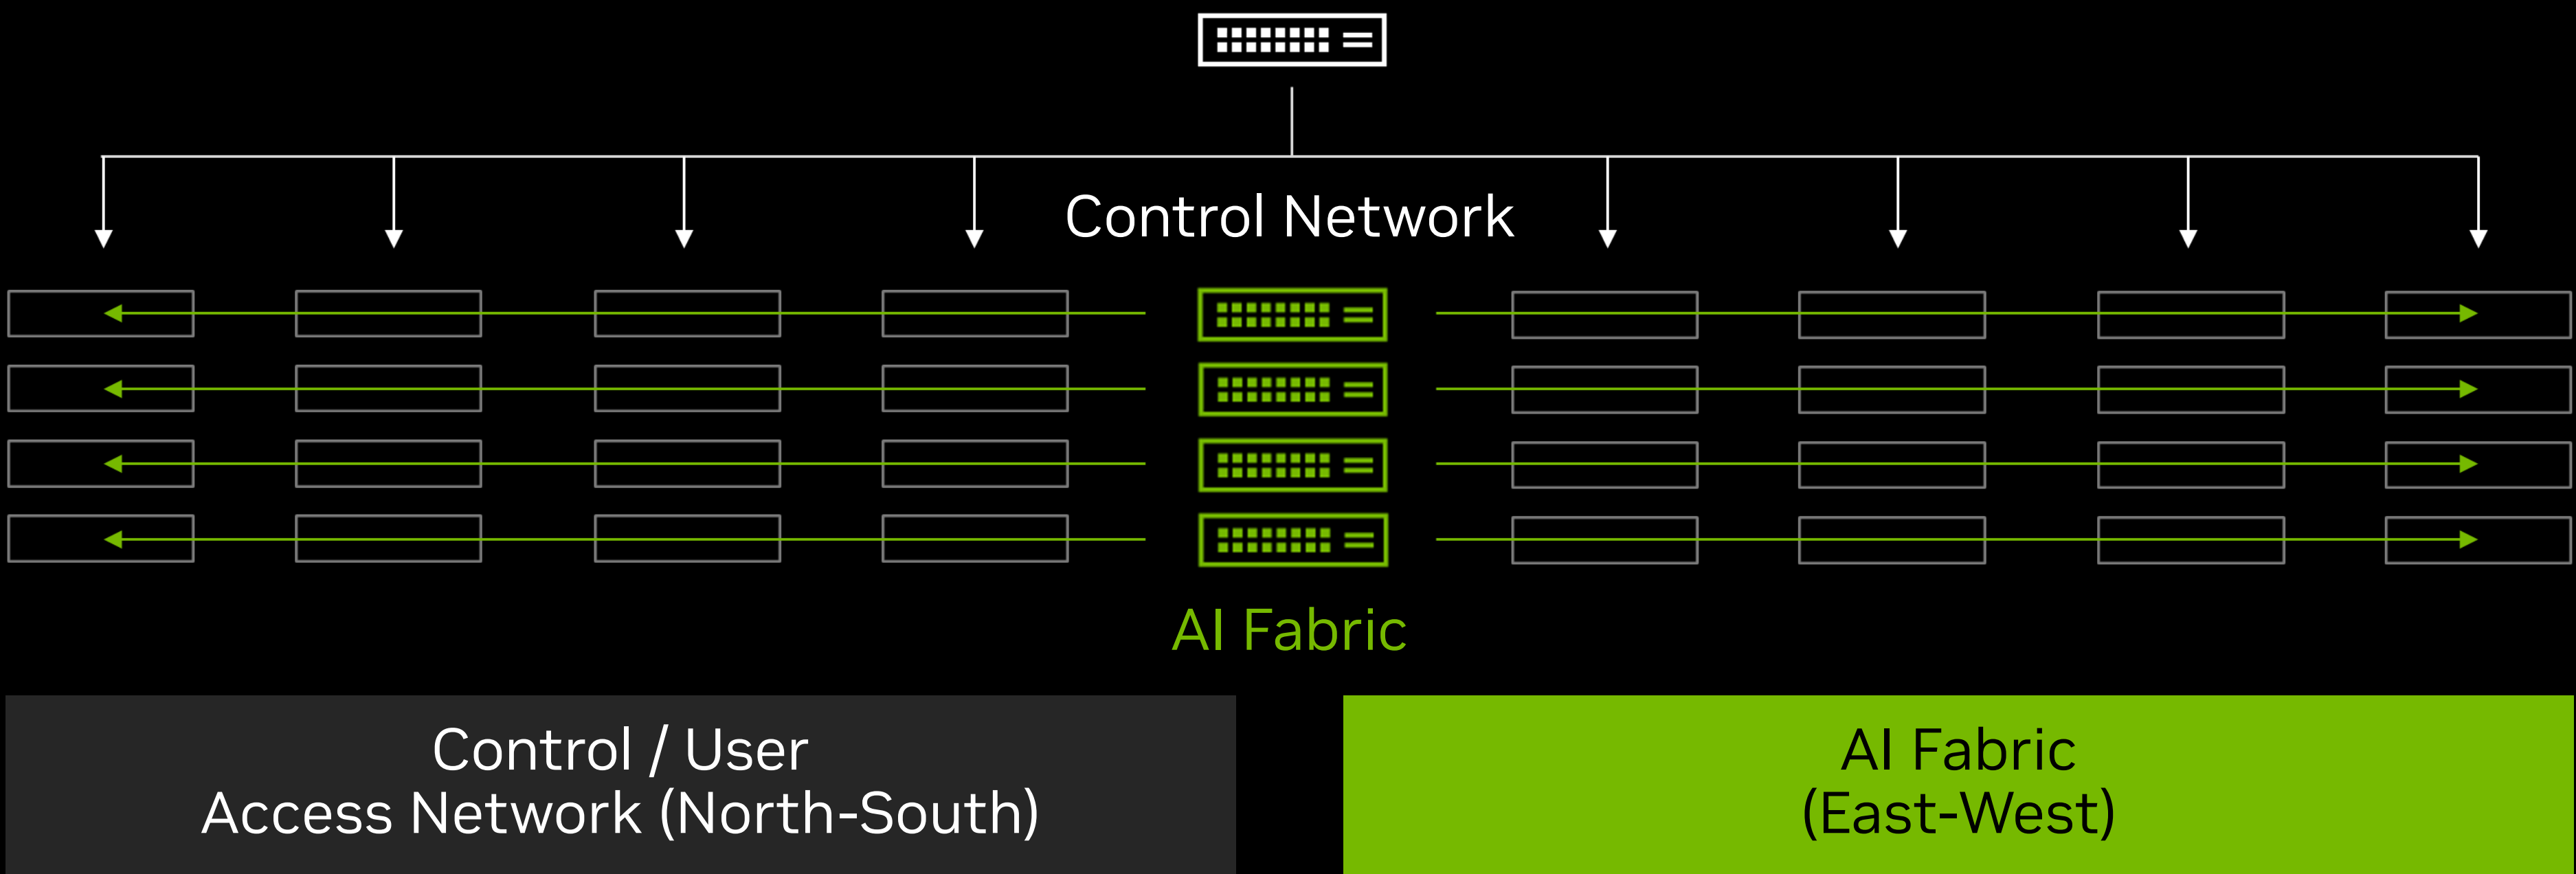 Control Network
AI Fabric
Control / User
Access Network (North-South)
AI Fabric
(East-West)